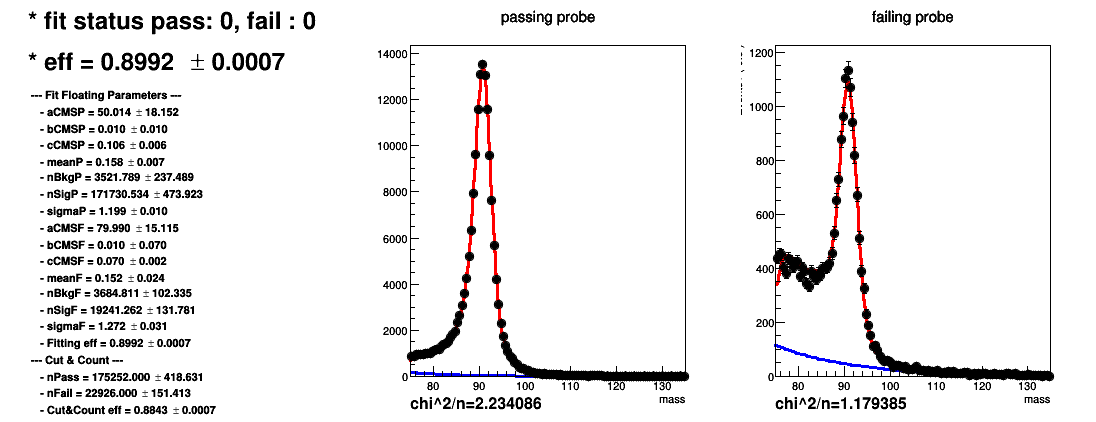 * fit status pass: 0, fail : 0
* eff = 0.8992 ± 0.0007
--- Fit Floating Parameters ---
- aCMSP = 50.014 ± 18.152
- bCMSP = 0.010 ± 0.010
- cCMSP = 0.106 ± 0.006
- meanP = 0.158 ± 0.007
- nBkgP = 3521.789 ± 237.489
- nSigP = 171730.534 ± 473.923
- sigmaP = 1.199 ± 0.010
- aCMSF = 79.990 ± 15.115
- bCMSF = 0.010 ± 0.070
- cCMSF = 0.070 ± 0.002
- meanF = 0.152 ± 0.024
- nBkgF = 3684.811 ± 102.335
- nSigF = 19241.262 ± 131.781
- sigmaF = 1.272 ± 0.031
- Fitting eff = 0.8992 ± 0.0007
--- Cut & Count ---
- nPass = 175252.000 ± 418.631
- nFail = 22926.000 ± 151.413
- Cut&Count eff = 0.8843 ± 0.0007
passing probe
14000
12000
10000
8000
6000
4000
2000
0
80 90 100 110 120 130
mass
chi^2/n=2.234086
failing probe
1200
1000
800
600
400
200
0
80 90 100 110 120 130
mass
chi^2/n=1.179385